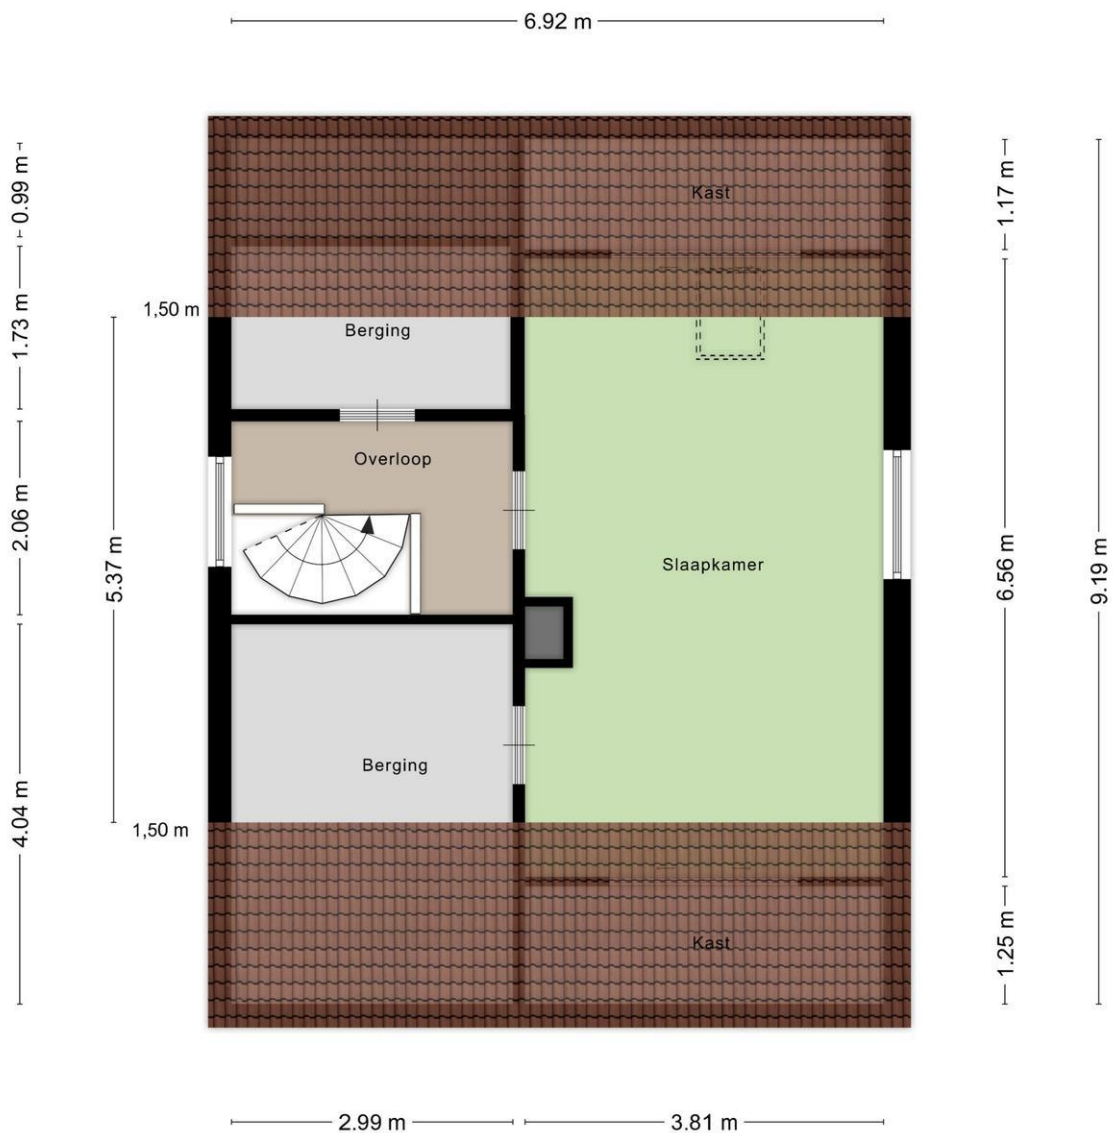 6.92 m
0.99 m
1.17 m
Kast
1.73 m
1,50 m
Berging
Overloop
2.06 m
5.37 m
Slaapkamer
6.56 m
9.19 m
Berging
4.04 m
1,50 m
Kast
1.25 m
2.99 m
3.81 m